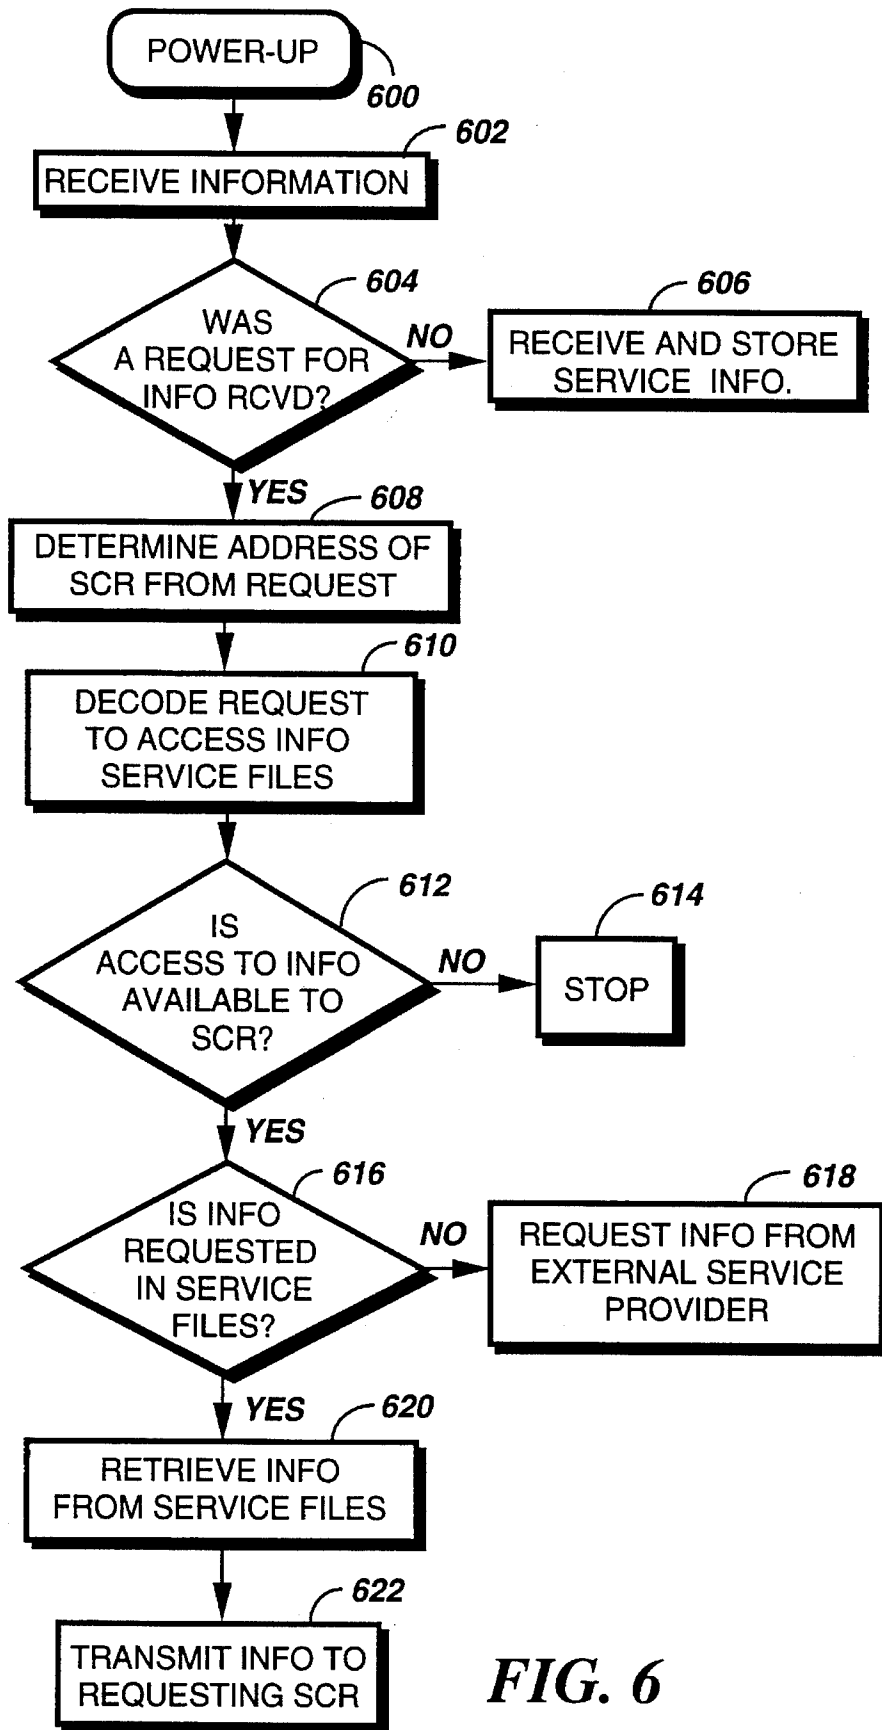 POWER-UP
600
602
RECEIVE INFORMATION
604
WAS
A REQUEST FOR
INFO RCVD?
NO
606
RECEIVE AND STORE
SERVICE INFO.
YES
608
DETERMINE ADDRESS OF
SCR FROM REQUEST
610
DECODE REQUEST
TO ACCESS INFO
SERVICE FILES
612
IS
ACCESS TO INFO
AVAILABLE TO
SCR?
NO
614
STOP
YES
616
IS INFO
REQUESTED
IN SERVICE
FILES?
NO
618
REQUEST INFO FROM
EXTERNAL SERVICE
PROVIDER
YES
620
RETRIEVE INFO
FROM SERVICE FILES
622
TRANSMIT INFO TO
REQUESTING SCR
FIG. 6